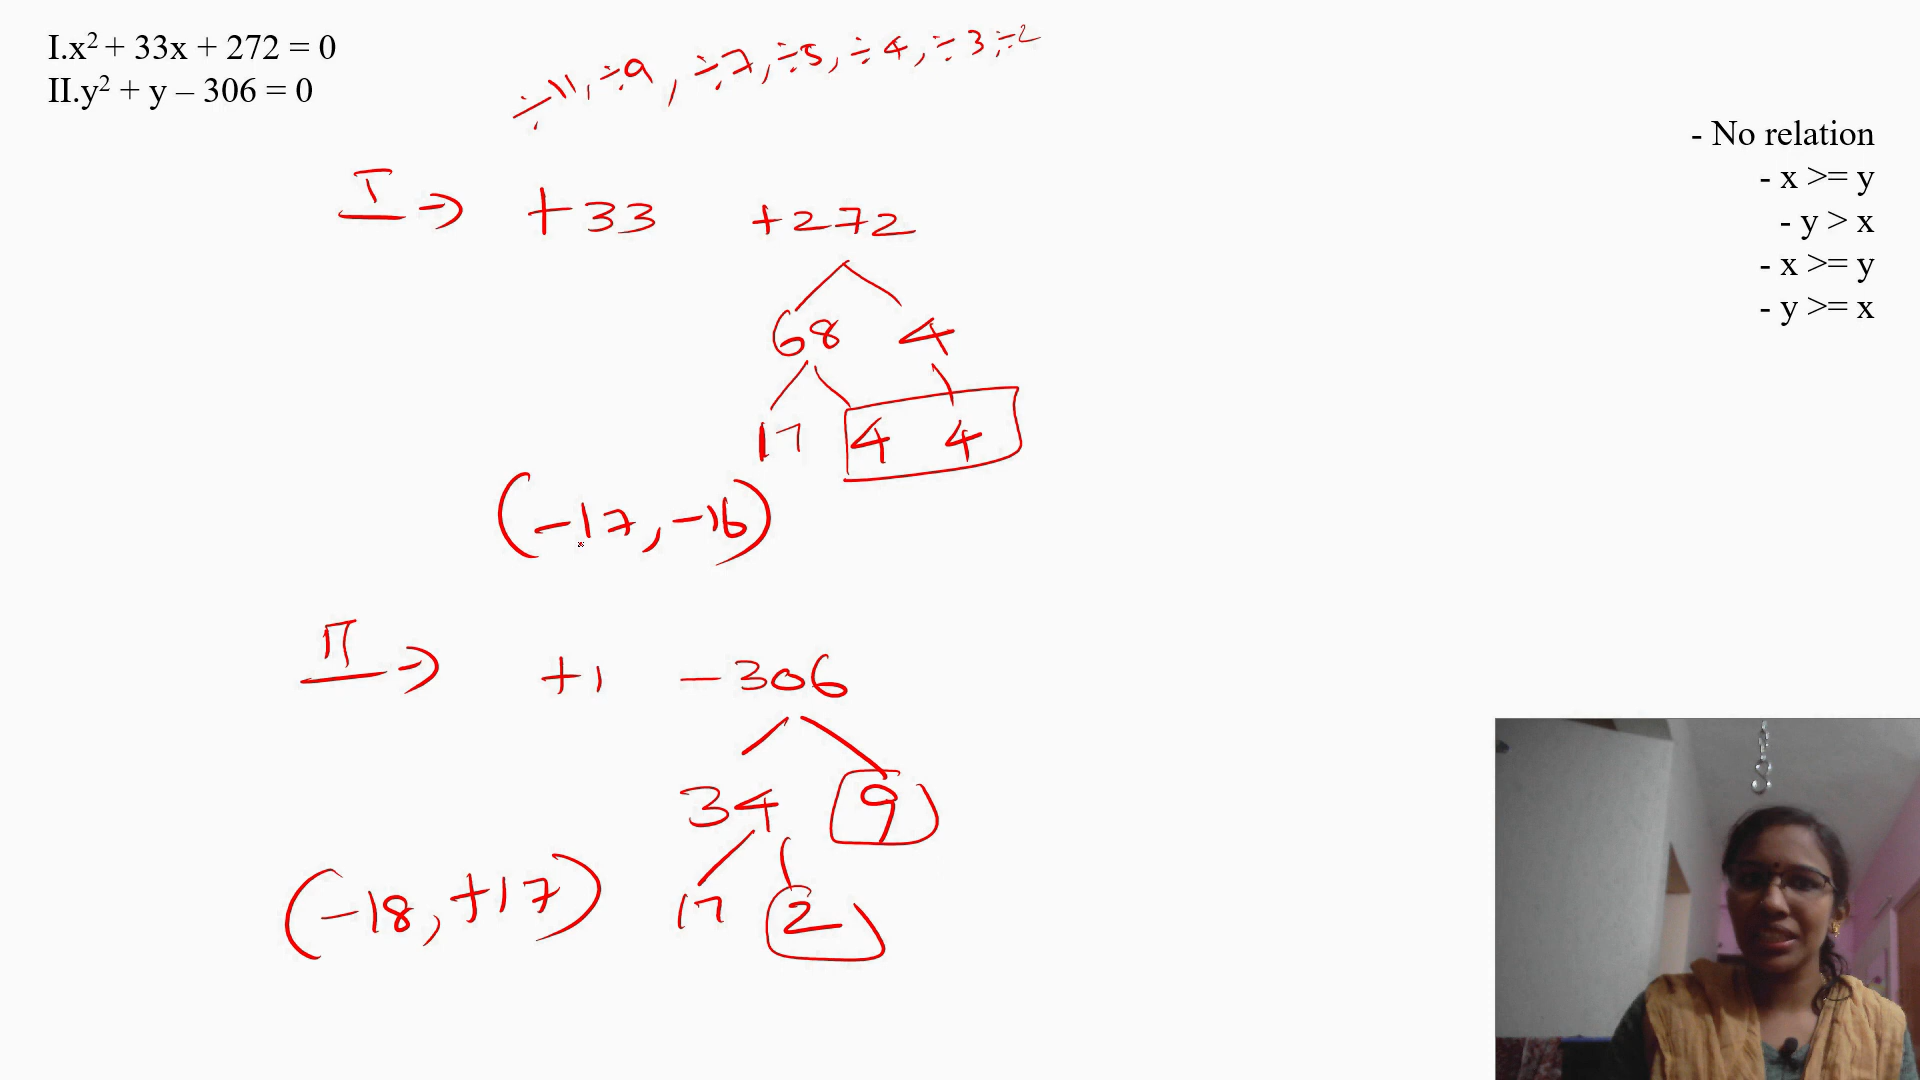 I.x² + 33x + 272 = 0
II.y² + y – 306 = 0
÷11, ÷9, ÷7, ÷5, ÷4, ÷3, ÷2
- No relation
- x >= y
- y > x
- x >= y
- y >= x
I ⇒ +33 +272
68 4
17 4 4
(-17, -16)
II ⇒ +1 -306
34 9
(-18, +17) 17 2